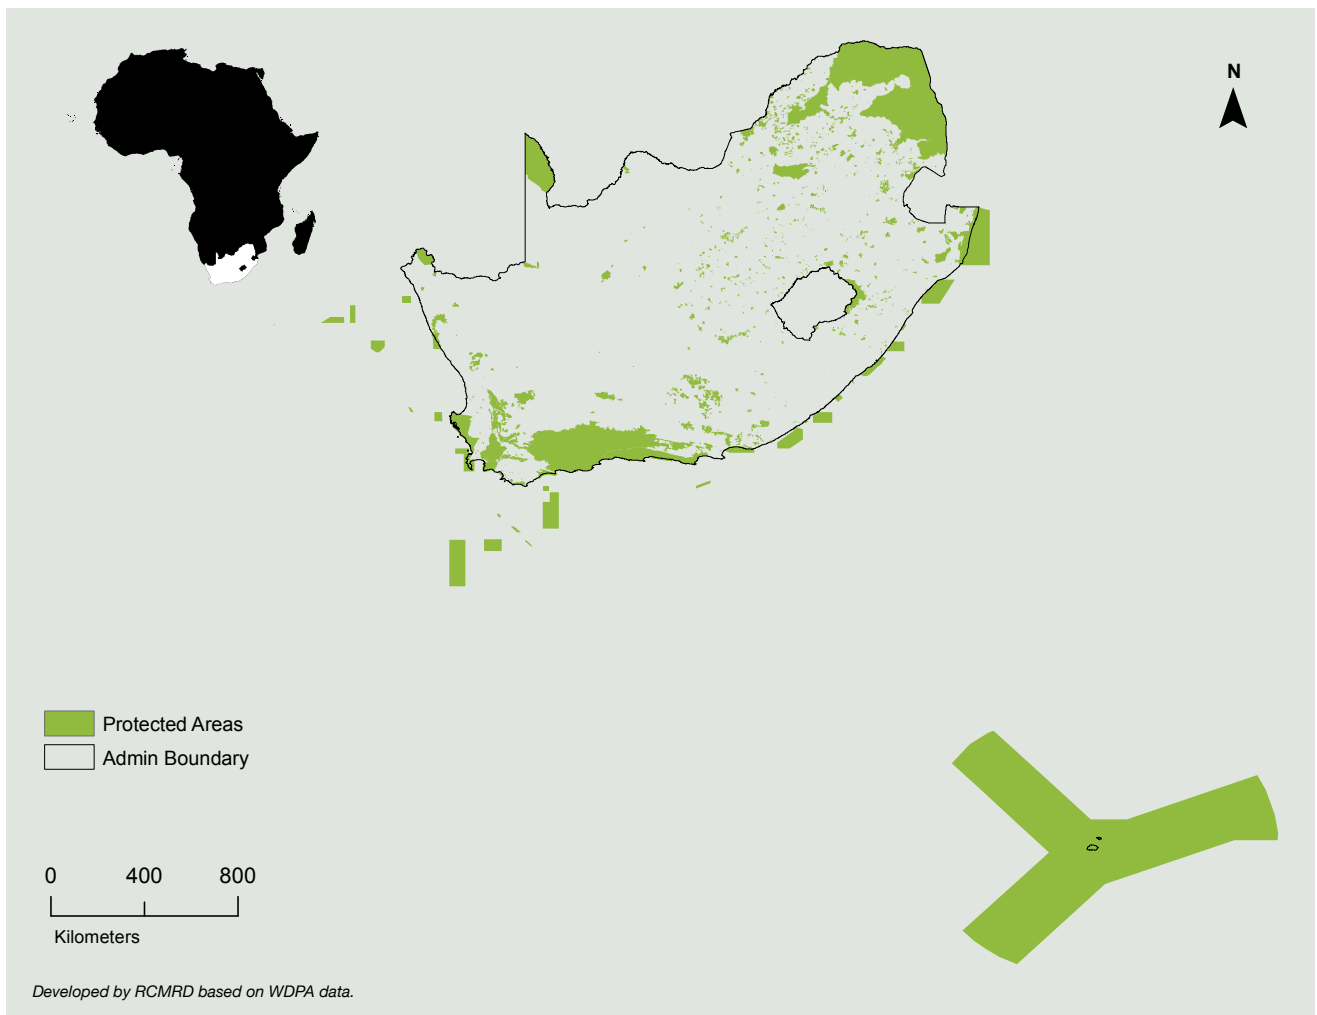 N
Protected Areas
Admin Boundary
0 400 800
Kilometers
Developed by RCMRD based on WDPA data.